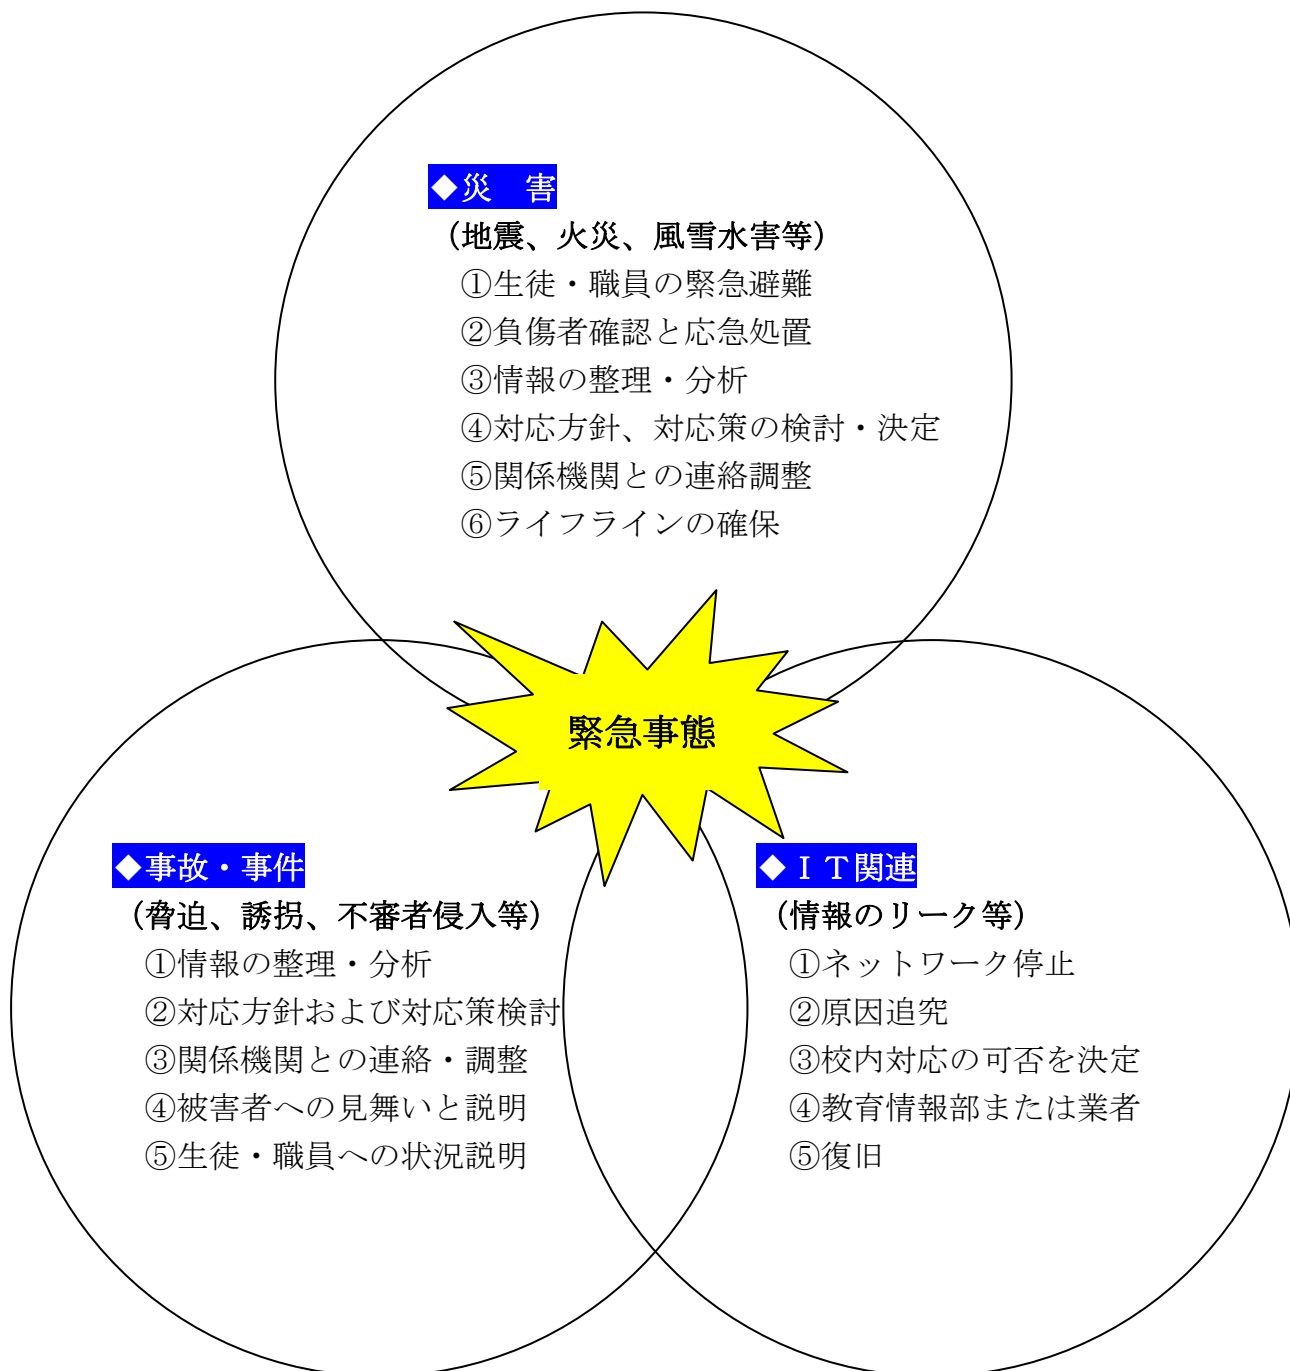 ◆災　害
（地震、火災、風雪水害等）
①生徒・職員の緊急避難
②負傷者確認と応急処置
③情報の整理・分析
④対応方針、対応策の検討・決定
⑤関係機関との連絡調整
⑥ライフラインの確保
緊急事態
◆事故・事件
（脅迫、誘拐、不審者侵入等）
①情報の整理・分析
②対応方針および対応策検討
③関係機関との連絡・調整
④被害者への見舞いと説明
⑤生徒・職員への状況説明
◆ＩＴ関連
（情報のリーク等）
①ネットワーク停止
②原因追究
③校内対応の可否を決定
④教育情報部または業者
⑤復旧